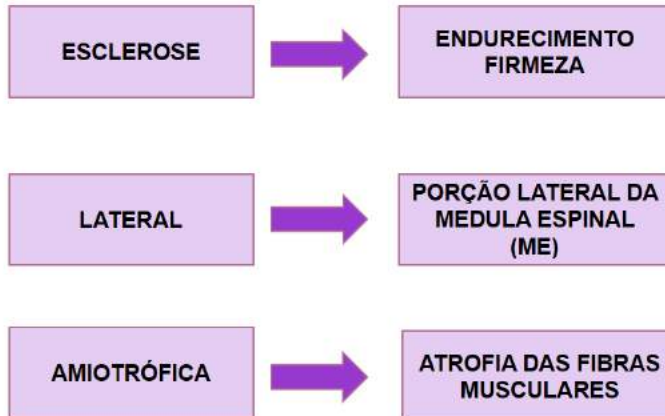 ESCLEROSE
ENDURECIMENTO
FIRMEZA
LATERAL
PORÇÃO LATERAL DA
MEDULA ESPINAL
(ME)
AMIOTRÓFICA
ATROFIA DAS FIBRAS
MUSCULARES